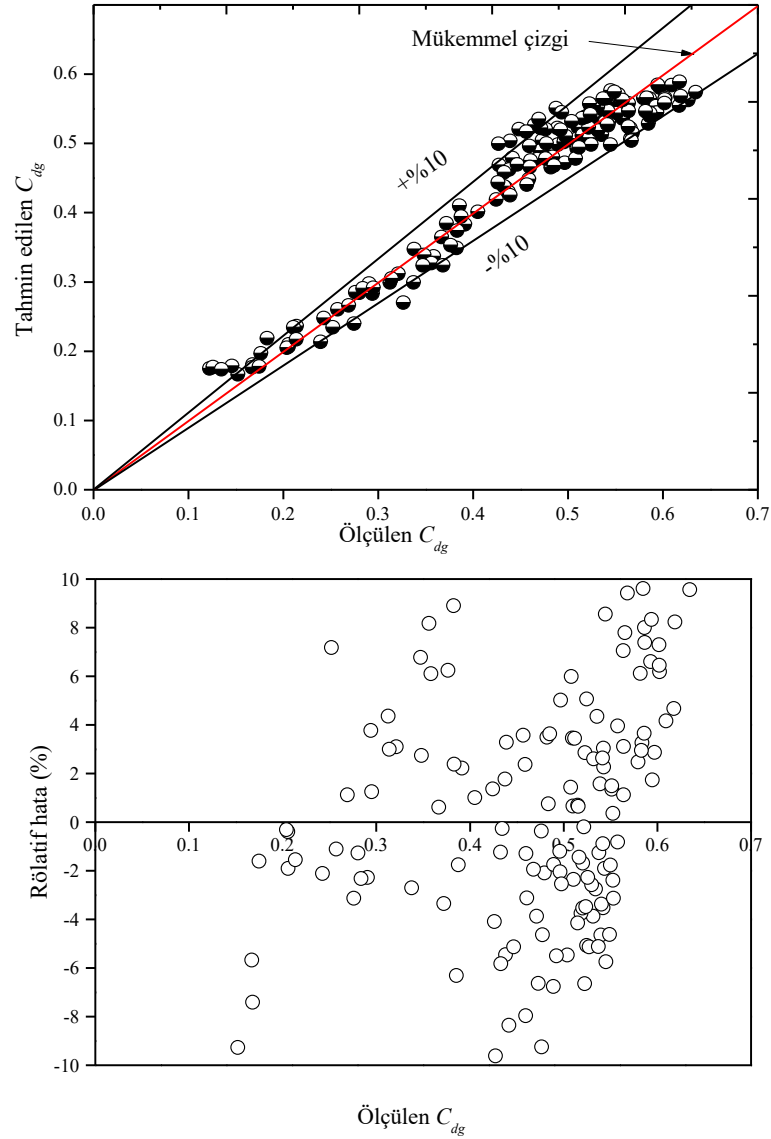 Mükemmel çizgi
+%10
-%10
Tahmin edilen C_dg
0.6
0.5
0.4
0.3
0.2
0.1
0.0
0.0 0.1 0.2 0.3 0.4 0.5 0.6 0.7
Ölçülen C_dg
Rölatif hata (%)
10
8
6
4
2
0
-2
-4
-6
-8
-10
0.0 0.1 0.2 0.3 0.4 0.5 0.6 0.7
Ölçülen C_dg